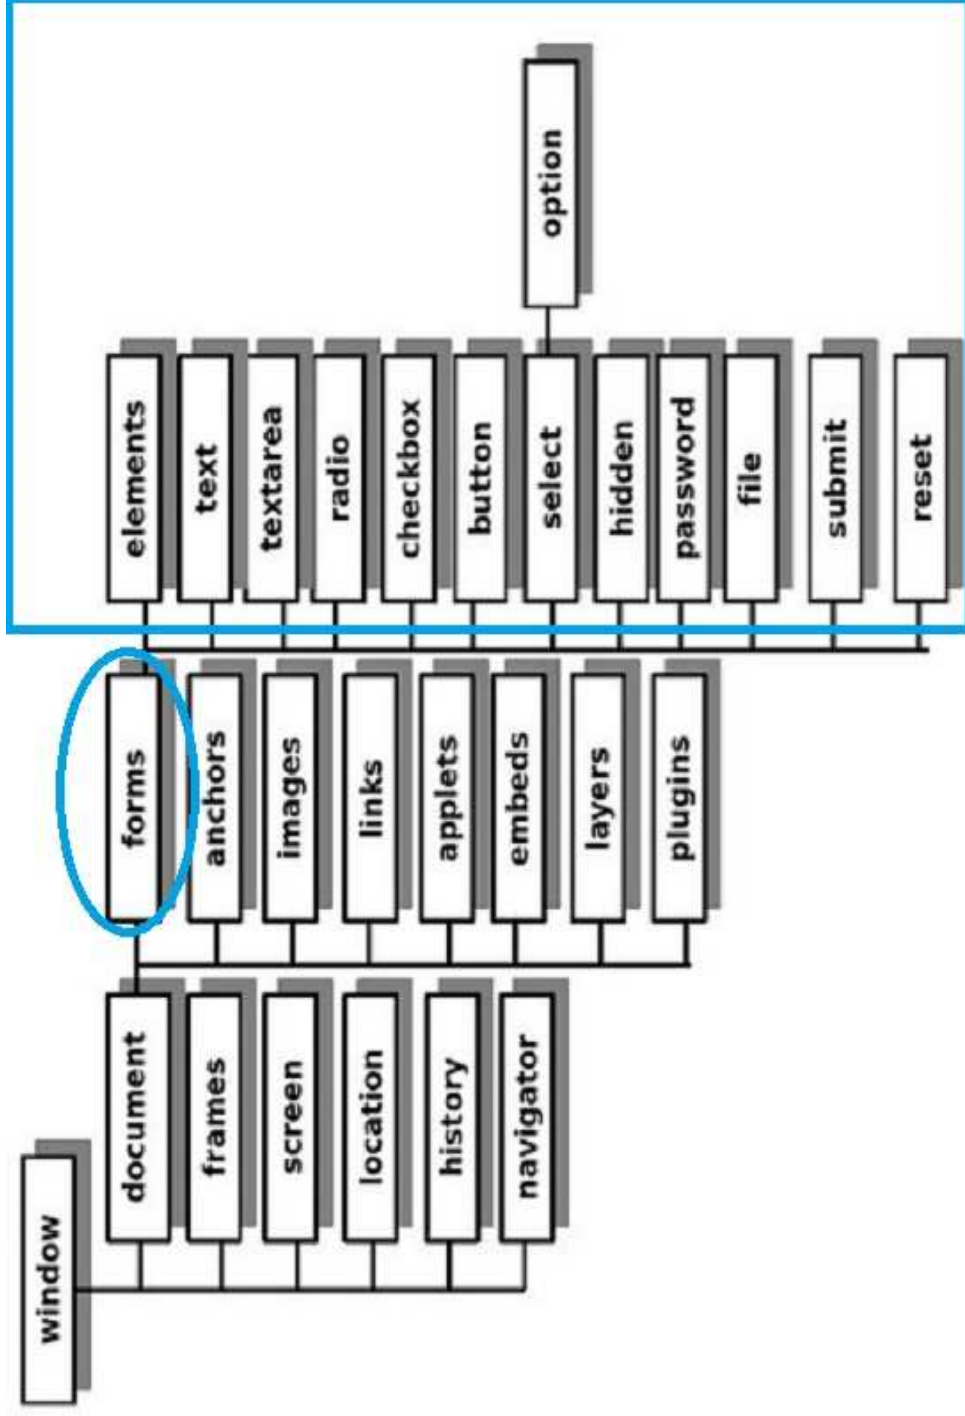 window
document
frames
screen
location
history
navigator
forms
anchors
images
links
applets
embeds
layers
plugins
elements
text
textarea
radio
checkbox
button
select
hidden
password
file
submit
reset
option